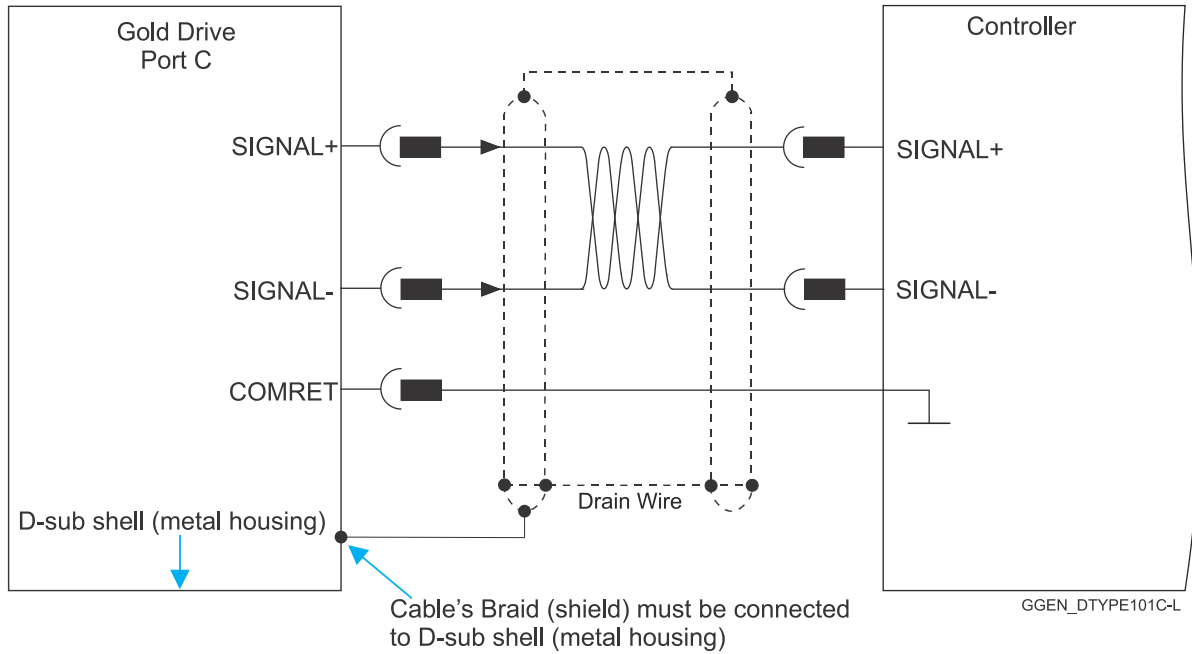 Gold Drive
Port C
Controller
SIGNAL+
SIGNAL+
SIGNAL-
SIGNAL-
COMRET
Drain Wire
D-sub shell (metal housing)
Cable's Braid (shield) must be connected
to D-sub shell (metal housing)
GGEN_DTYPE101C-L